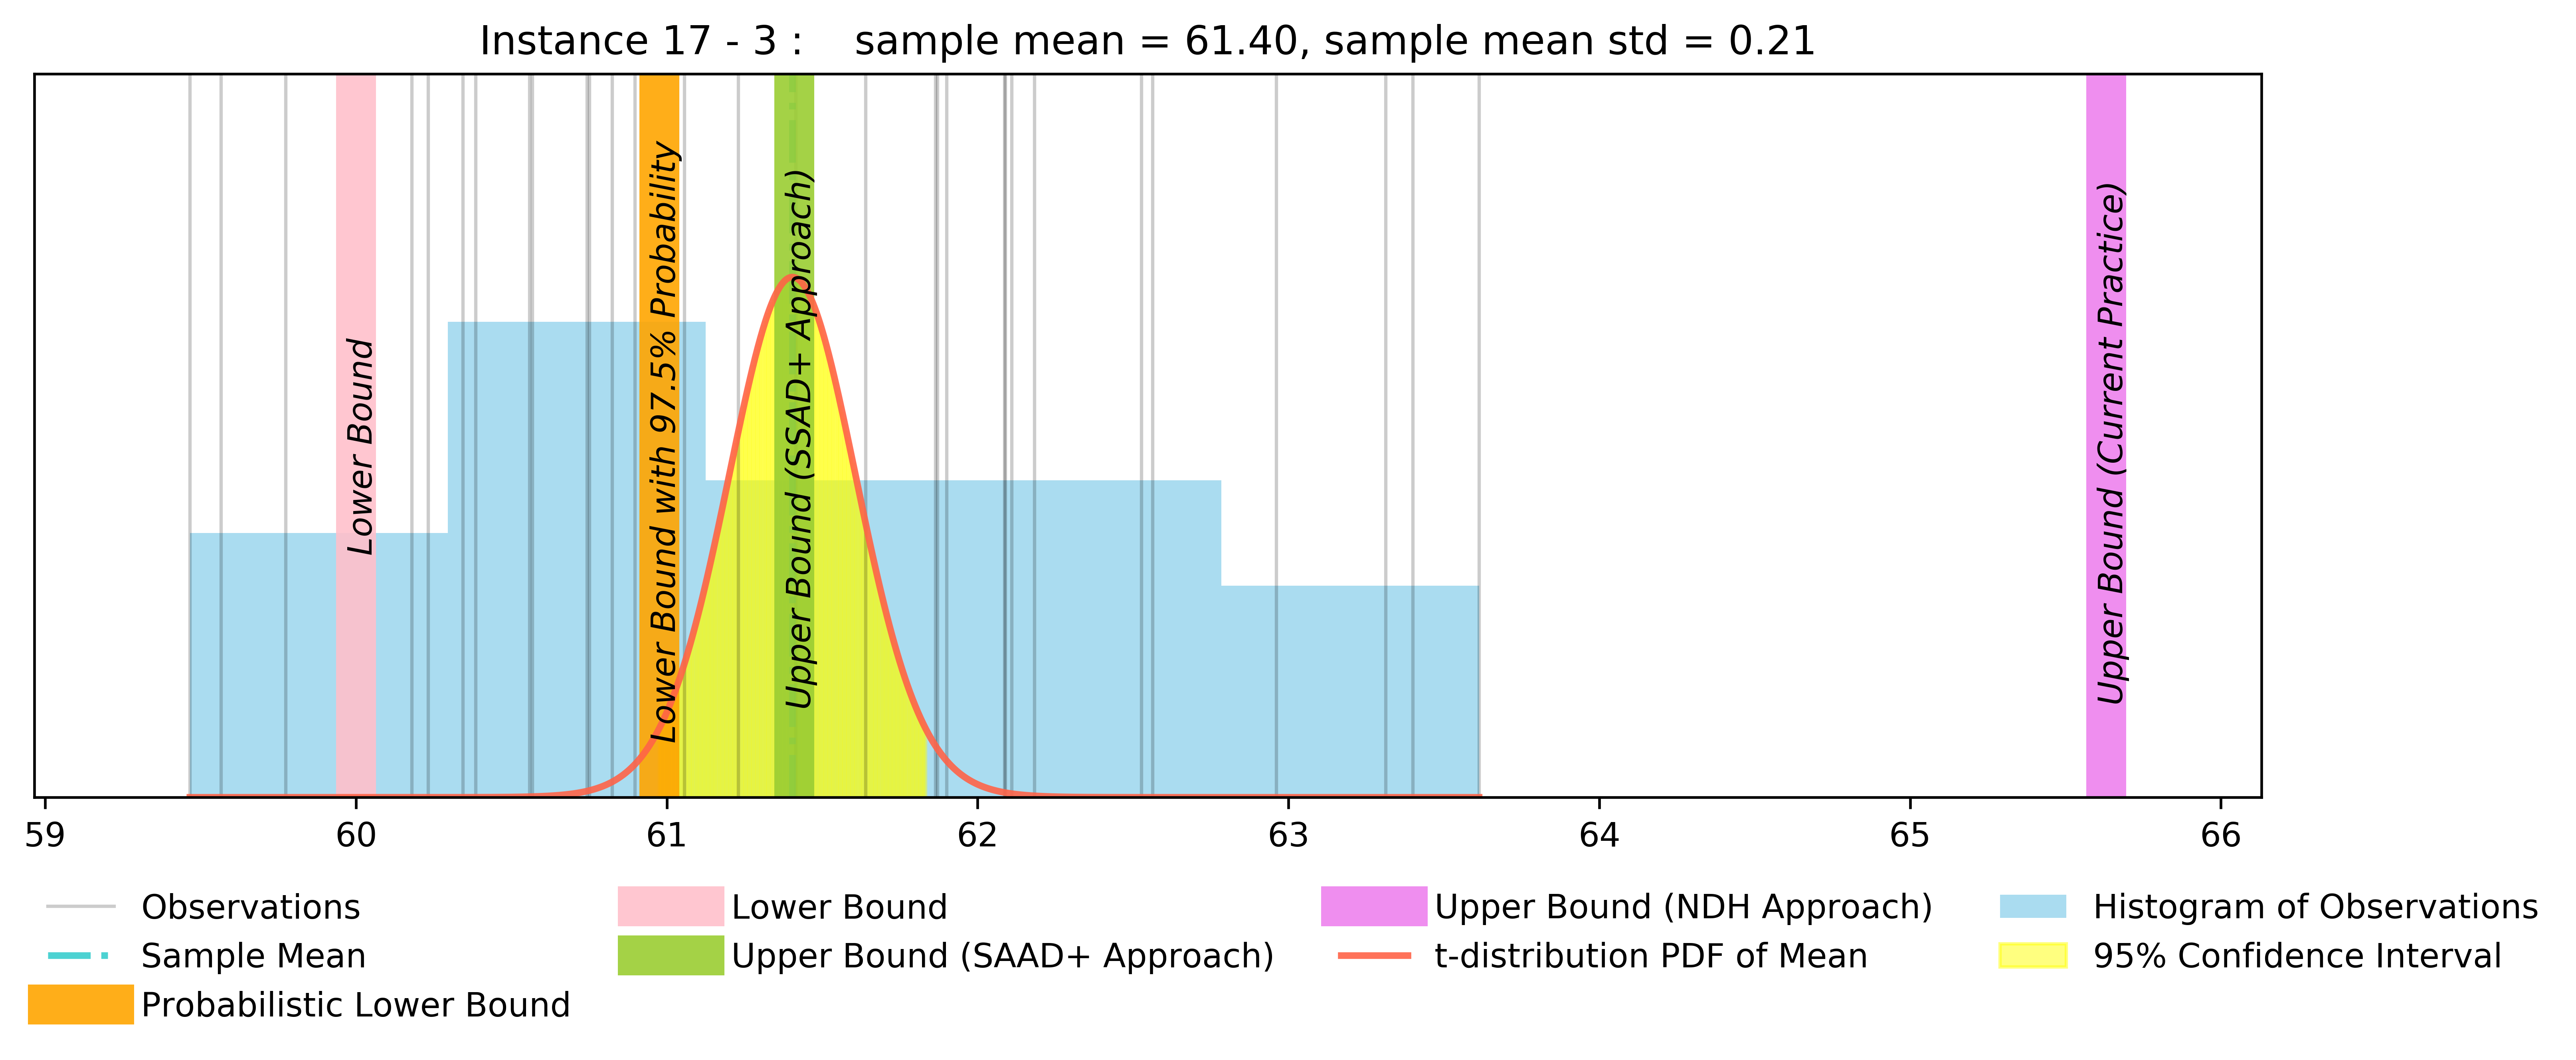 Instance 17 - 3 :    sample mean = 61.40, sample mean std = 0.21
Lower Bound
Lower Bound with 97.5% Probability
Upper Bound (SSAD+ Approach)
Upper Bound (Current Practice)
59 60 61 62 63 64 65 66
Observations
Sample Mean
Probabilistic Lower Bound
Lower Bound
Upper Bound (SAAD+ Approach)
Upper Bound (NDH Approach)
t-distribution PDF of Mean
Histogram of Observations
95% Confidence Interval